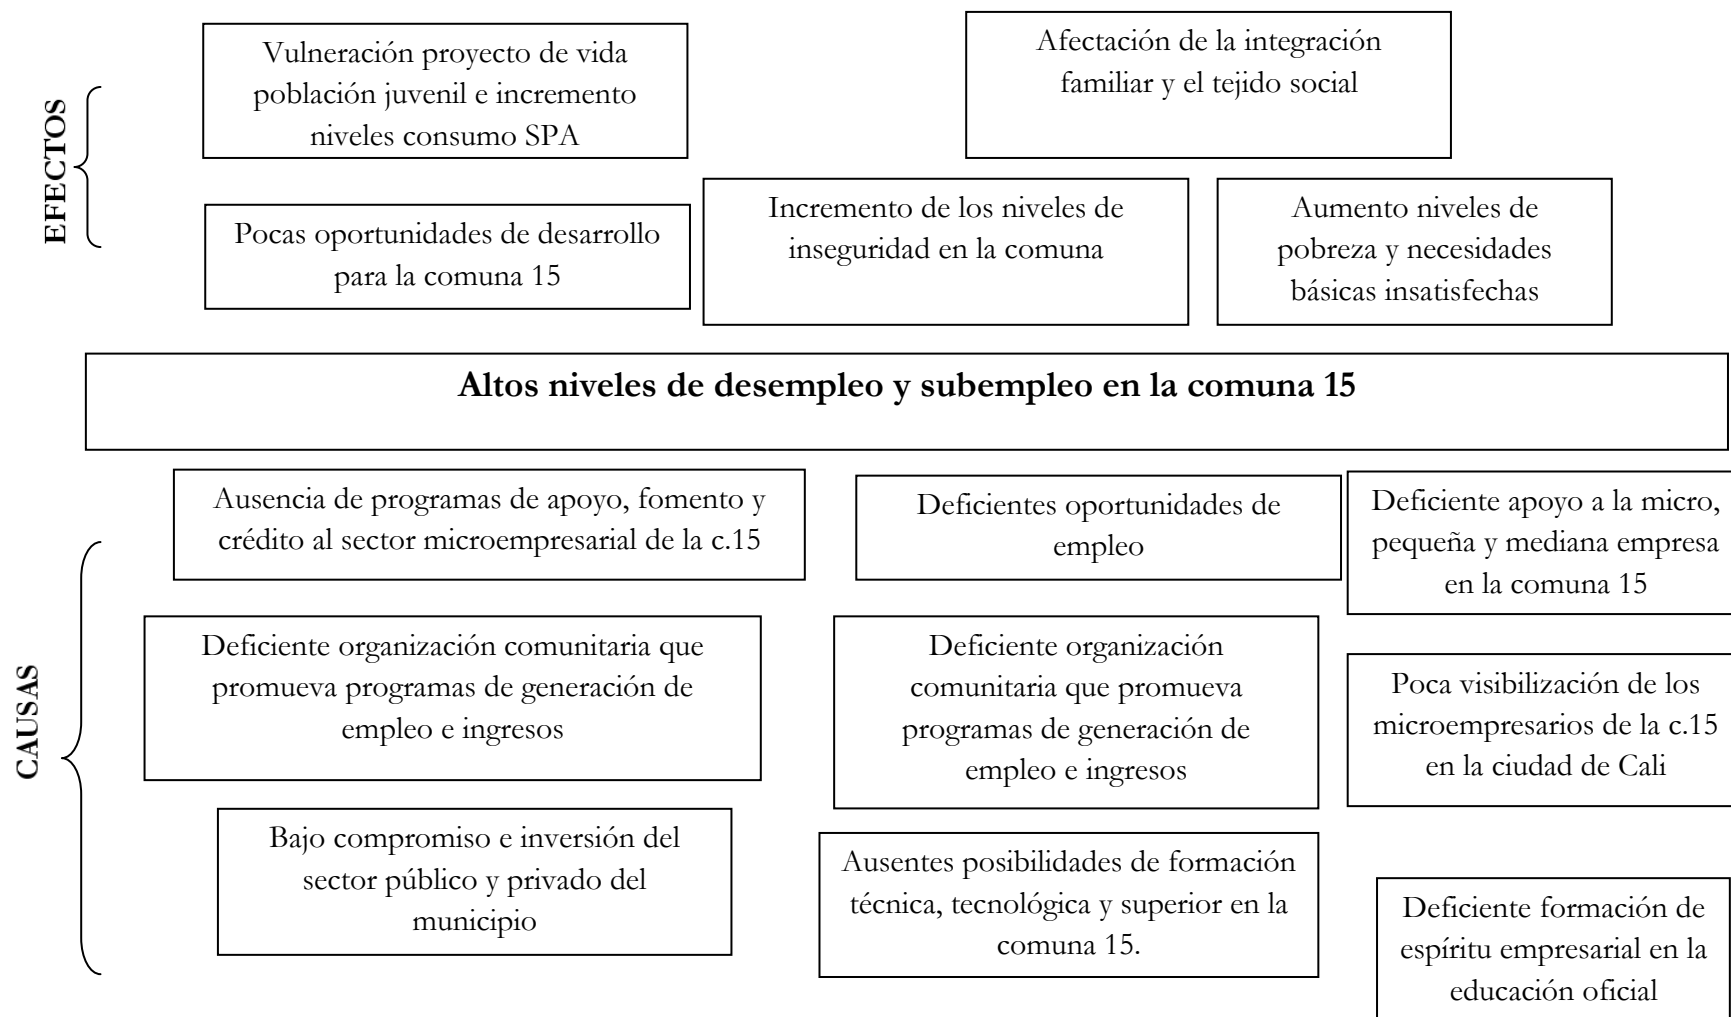 EFECTOS
Vulneración proyecto de vida
población juvenil e incremento
niveles consumo SPA
Afectación de la integración
familiar y el tejido social
Pocas oportunidades de desarrollo
para la comuna 15
Incremento de los niveles de
inseguridad en la comuna
Aumento niveles de
pobreza y necesidades
básicas insatisfechas
Altos niveles de desempleo y subempleo en la comuna 15
CAUSAS
Ausencia de programas de apoyo, fomento y
crédito al sector microempresarial de la c.15
Deficientes oportunidades de
empleo
Deficiente apoyo a la micro,
pequeña y mediana empresa
en la comuna 15
Deficiente organización comunitaria que
promueva programas de generación de
empleo e ingresos
Deficiente organización
comunitaria que promueva
programas de generación de
empleo e ingresos
Poca visibilización de los
microempresarios de la c.15
en la ciudad de Cali
Bajo compromiso e inversión del
sector público y privado del
municipio
Ausentes posibilidades de formación
técnica, tecnológica y superior en la
comuna 15.
Deficiente formación de
espíritu empresarial en la
educación oficial